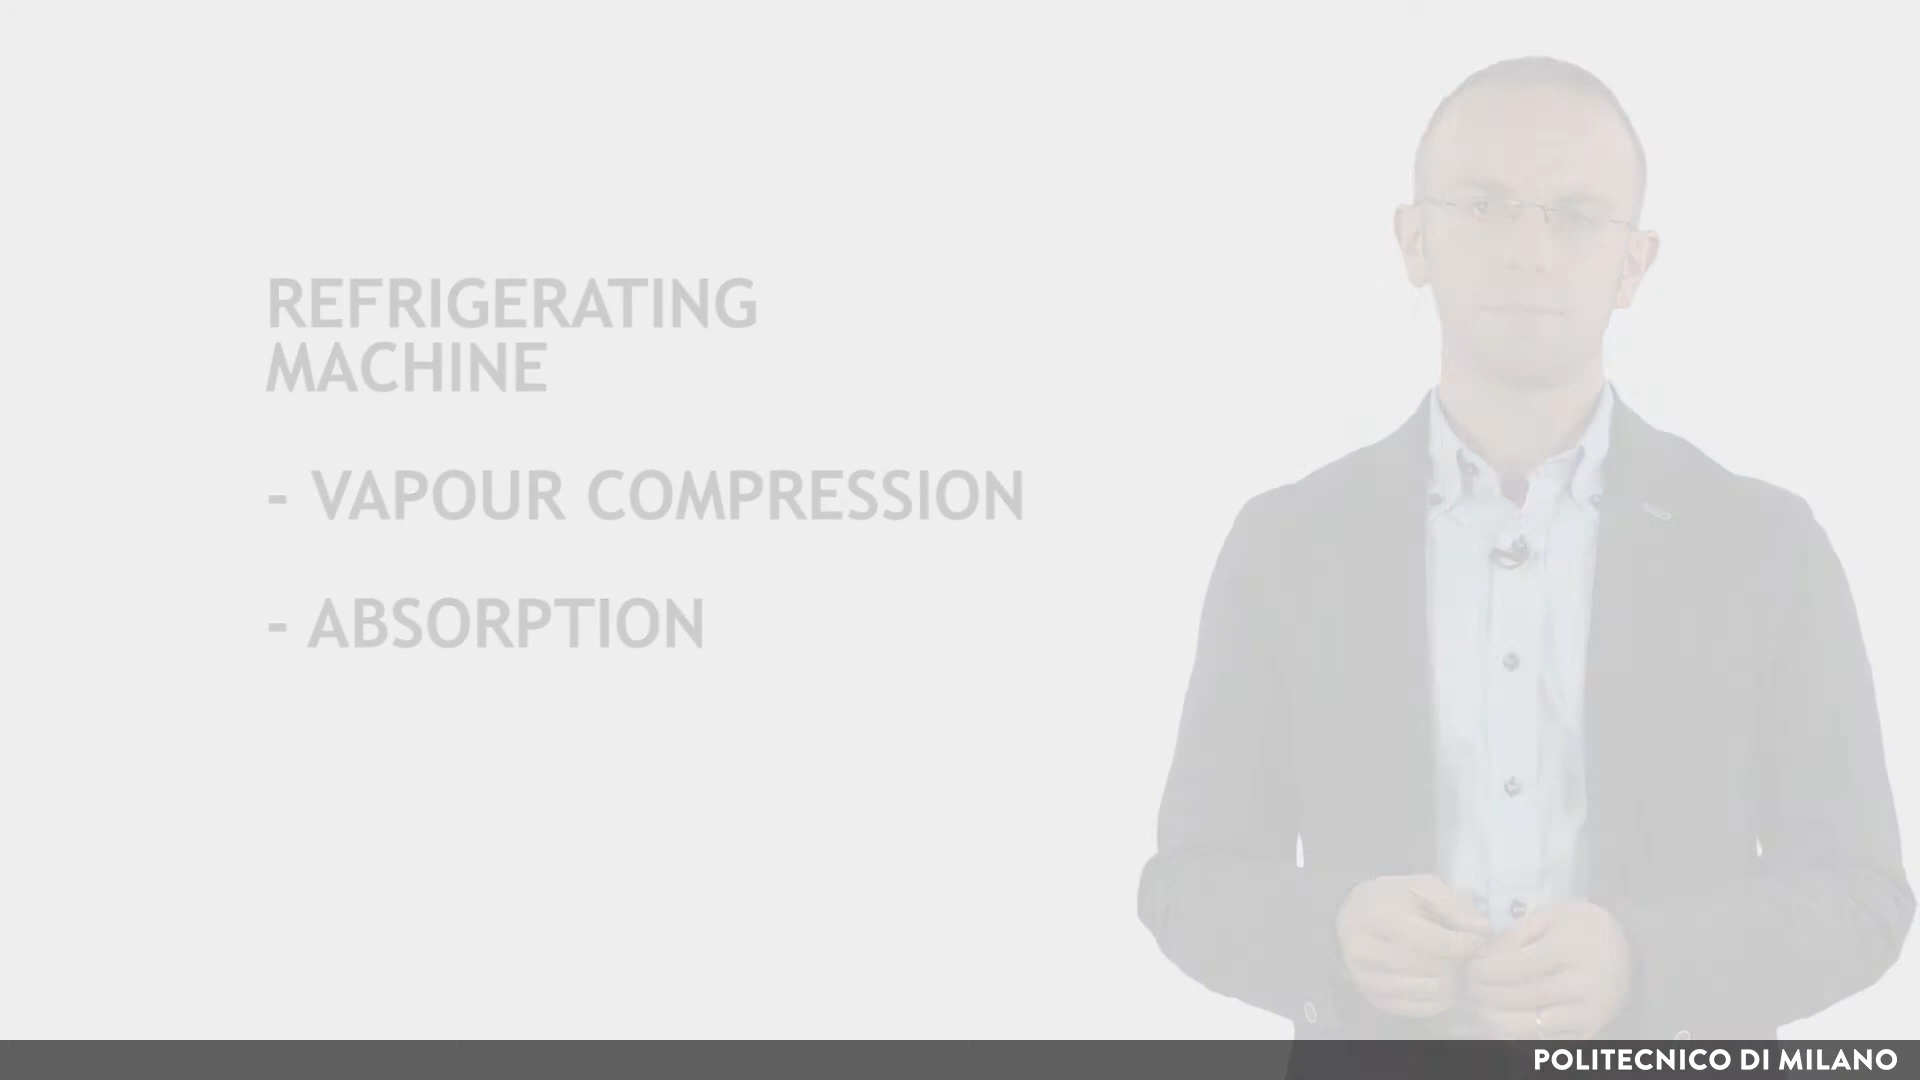 REFRIGERATING
MACHINE
- VAPOUR COMPRESSION
- ABSORPTION
POLITECNICO DI MILANO